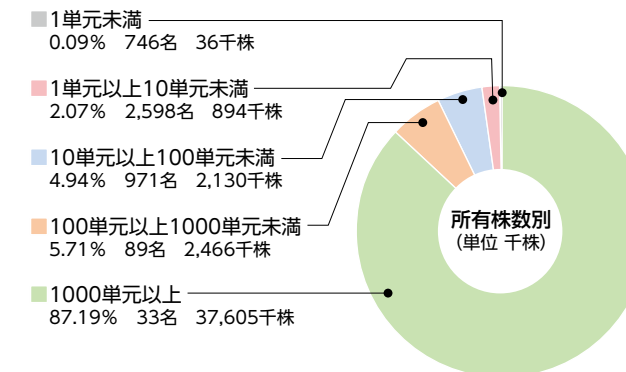 1単元未満
0.09% 746名 36千株
1単元以上10単元未満
2.07% 2,598名 894千株
10単元以上100単元未満
4.94% 971名 2,130千株
100単元以上1000単元未満
5.71% 89名 2,466千株
1000単元以上
87.19% 33名 37,605千株
所有株数別
(単位 千株)